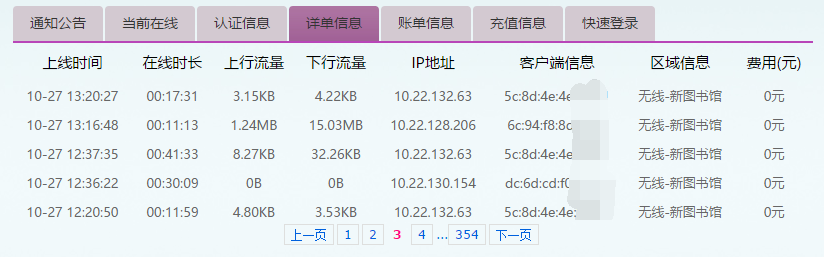 通知公告 当前在线 认证信息 详单信息 账单信息 充值信息 快速登录
上线时间 在线时长 上行流量 下行流量 IP地址 客户端信息 区域信息 费用(元)
10-27 13:20:27 00:17:31 3.15KB 4.22KB 10.22.132.63 5c:8d:4e:4e 无线-新图书馆 0元
10-27 13:16:48 00:11:13 1.24MB 15.03MB 10.22.128.206 6c:94:f8:8d 无线-新图书馆 0元
10-27 12:37:35 00:41:33 8.27KB 32.26KB 10.22.132.63 5c:8d:4e:4e 无线-新图书馆 0元
10-27 12:36:22 00:30:09 0B 0B 10.22.130.154 dc:6d:cd:f0 无线-新图书馆 0元
10-27 12:20:50 00:11:59 4.80KB 3.53KB 10.22.132.63 5c:8d:4e:4e: 无线-新图书馆 0元
上一页 1 2 3 4 ...354 下一页